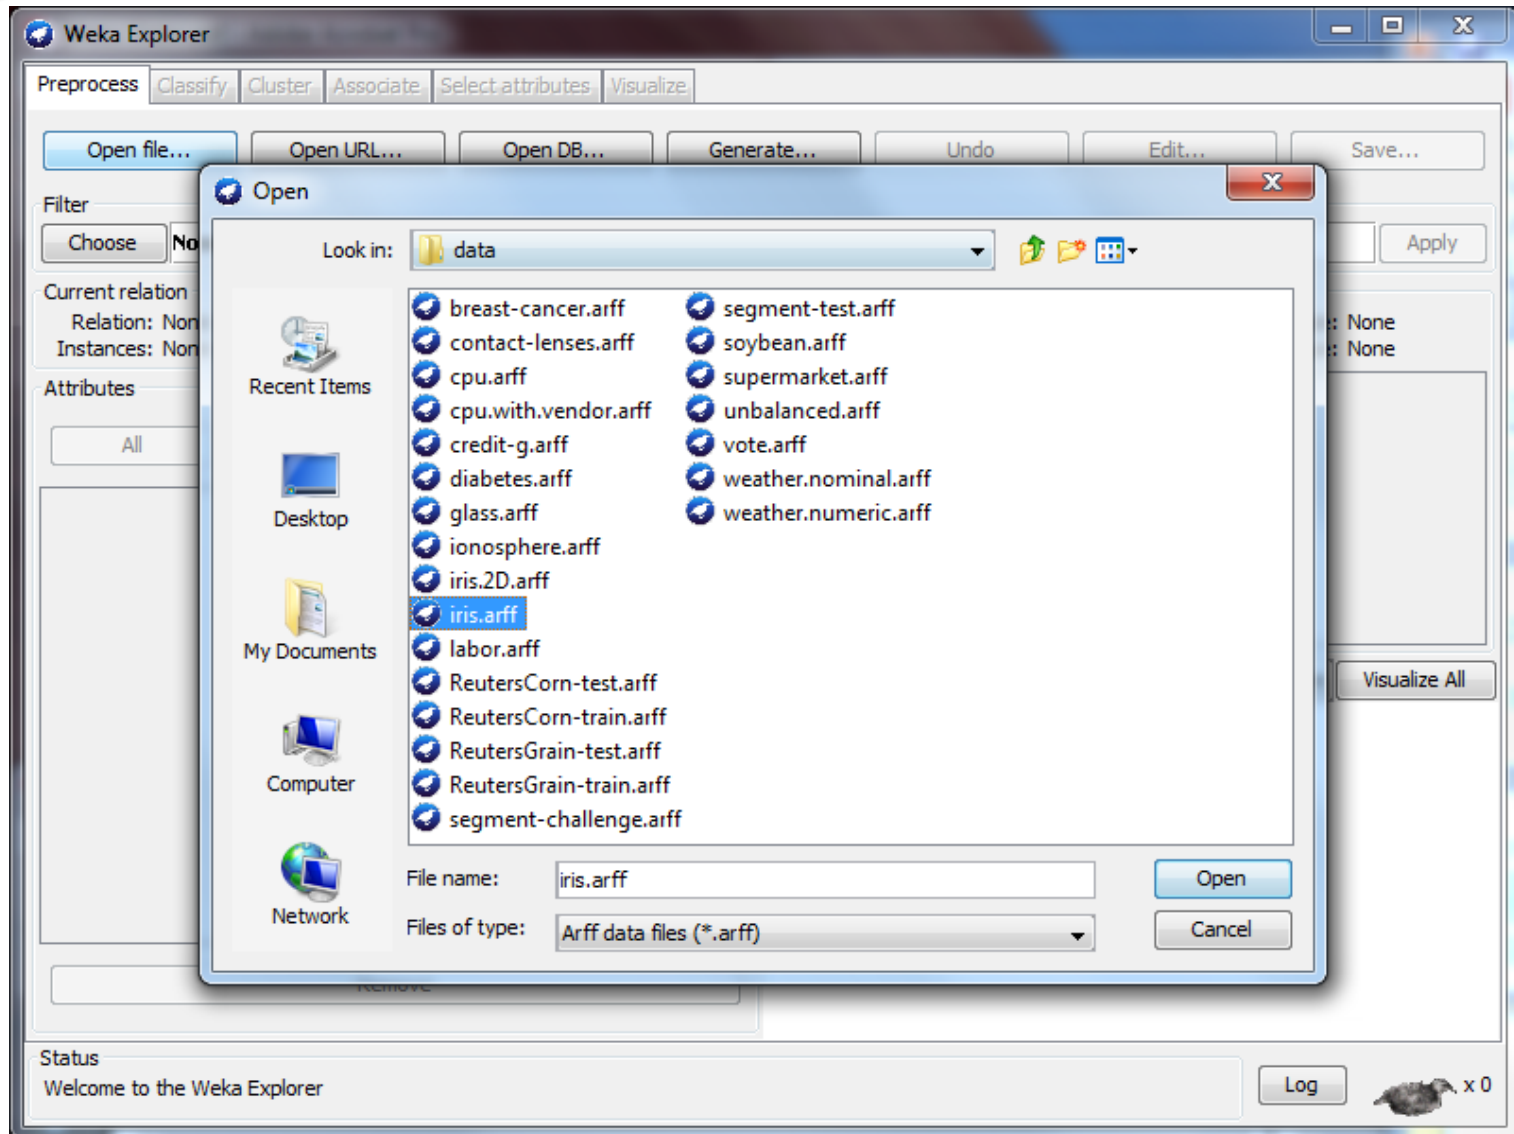 Weka Explorer
Preprocess Classify Cluster Associate Select attributes Visualize
Open file... Open URL... Open DB... Generate... Undo Edit... Save...
Open
Filter
Choose No Apply
Look in: data
Current relation
Relation: Non : None
Instances: Non : None
Attributes
All
Recent Items
Desktop
My Documents
Computer
Network
breast-cancer.arff
contact-lenses.arff
cpu.arff
cpu.with.vendor.arff
credit-g.arff
diabetes.arff
glass.arff
ionosphere.arff
iris.2D.arff
iris.arff
labor.arff
ReutersCorn-test.arff
ReutersCorn-train.arff
ReutersGrain-test.arff
ReutersGrain-train.arff
segment-challenge.arff
segment-test.arff
soybean.arff
supermarket.arff
unbalanced.arff
vote.arff
weather.nominal.arff
weather.numeric.arff
Visualize All
File name: iris.arff Open
Files of type: Arff data files (*.arff) Cancel
Remove
Status
Welcome to the Weka Explorer
Log x 0